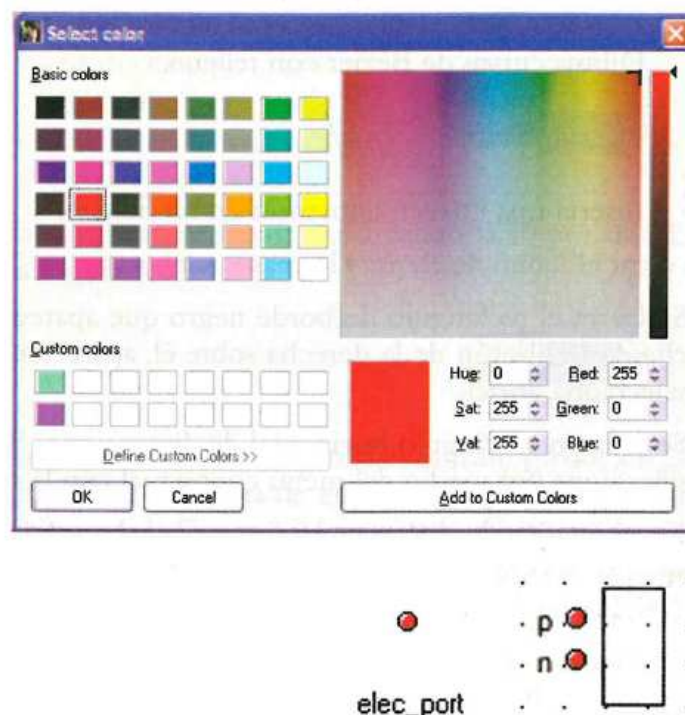 Select color
Basic colors
Custom colors
Define Custom Colors >>
OK Cancel
Hue: 0 Red: 255
Sat: 255 Green: 0
Val: 255 Blue: 0
Add to Custom Colors
p
n
elec_port